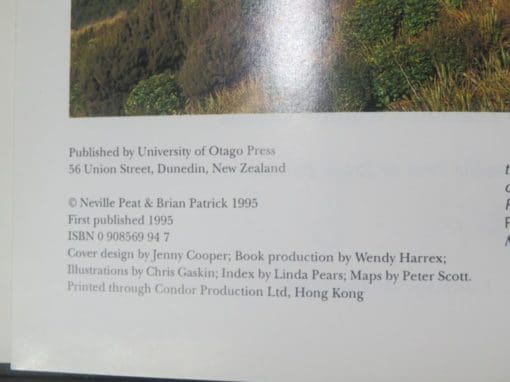 Published by University of Otago Press
56 Union Street, Dunedin, New Zealand
© Neville Peat & Brian Patrick 1995
First published 1995
ISBN 0 908569 94 7
Cover design by Jenny Cooper; Book production by Wendy Harrex;
Illustrations by Chris Gaskin; Index by Linda Pears; Maps by Peter Scott.
Printed through Condor Production Ltd, Hong Kong